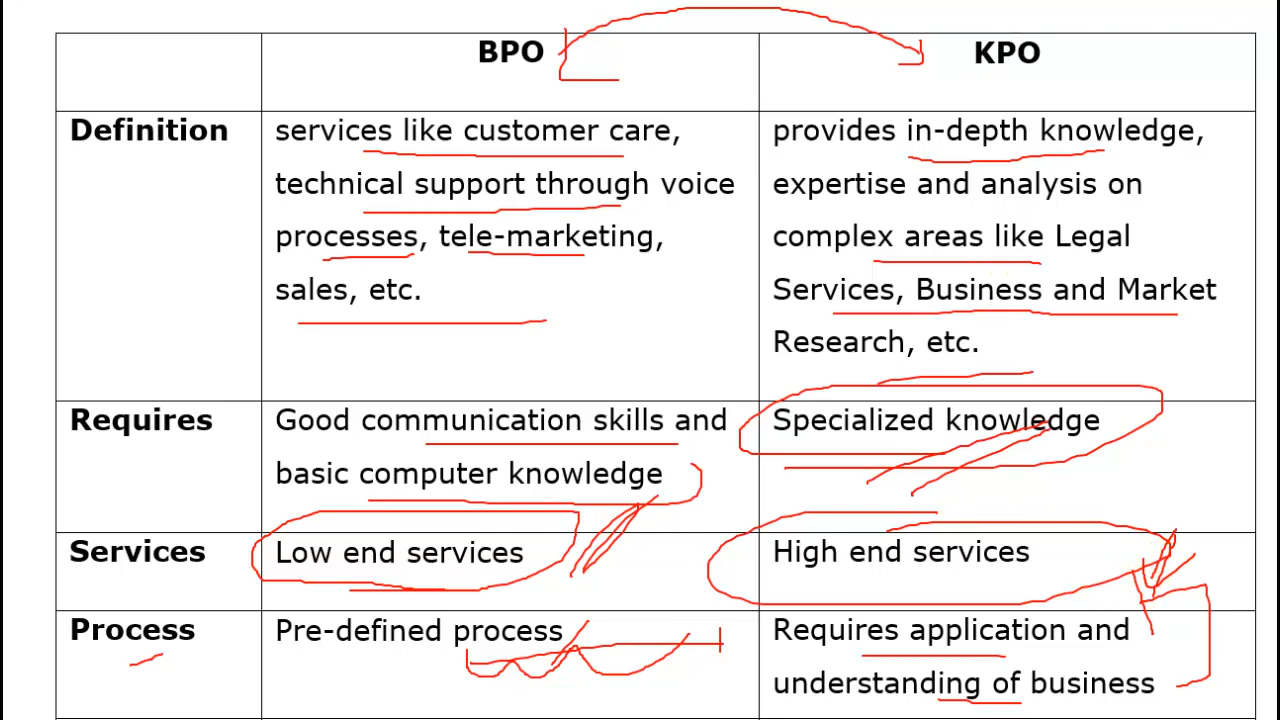 BPO KPO
Definition services like customer care, provides in-depth knowledge,
technical support through voice expertise and analysis on
processes, tele-marketing, complex areas like Legal
sales, etc. Services, Business and Market
Research, etc.
Requires Good communication skills and Specialized knowledge
basic computer knowledge
Services Low end services High end services
Process Pre-defined process Requires application and
understanding of business